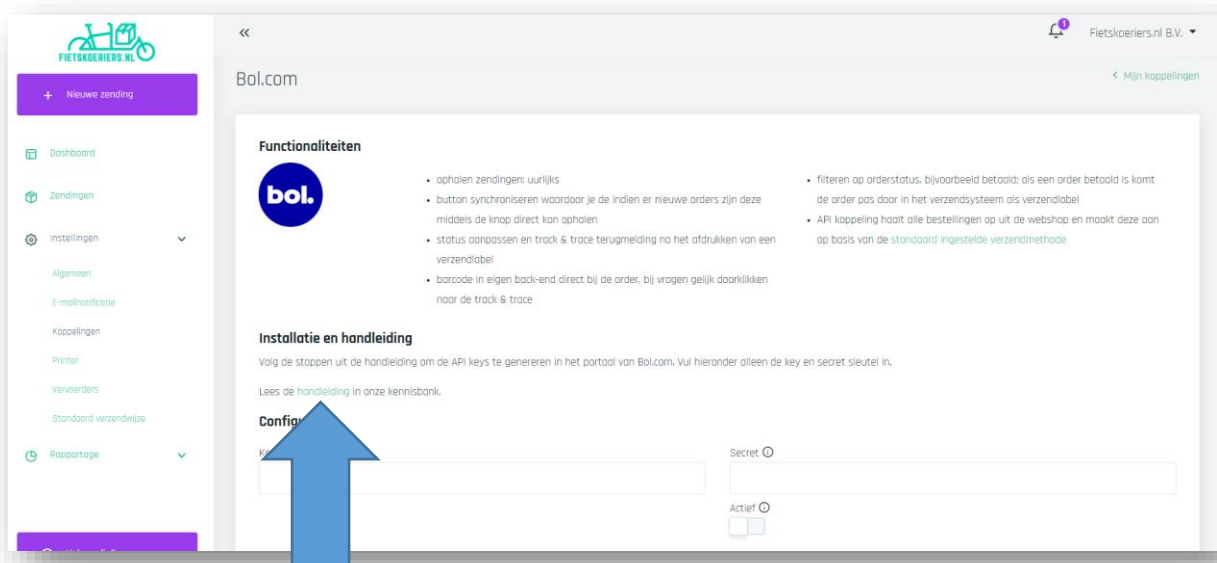 FIETSKOERIERS.NL
+ Nieuwe zending
Dashboard
Zendingen
Instellingen
Algemeen
E-mailnotificatie
Koppelingen
Printer
Vervoerders
Standaard verzendwijze
Rapportage
«
1
Fietskoeriers.nl B.V.
Bol.com
< Mijn koppelingen
Functionaliteiten
bol.
• ophalen zendingen: uurlijks
• button synchroniseren waardoor je de indien er nieuwe orders zijn deze
middels de knop direct kan ophalen
• status aanpassen en track & trace terugmelding na het afdrukken van een
verzendlabel
• barcode in eigen back-end direct bij de order, bij vragen gelijk doorklikken
naar de track & trace
• filteren op orderstatus, bijvoorbeeld betaald; als een order betaald is komt
de order pas door in het verzendsysteem als verzendlabel
• API koppeling haalt alle bestellingen op uit de webshop en maakt deze aan
op basis van de standaard ingestelde verzendmethode
Installatie en handleiding
Volg de stappen uit de handleiding om de API keys te genereren in het portaal van Bol.com. Vul hieronder alleen de key en secret sleutel in.
Lees de handleiding in onze kennisbank.
Secret
Actief